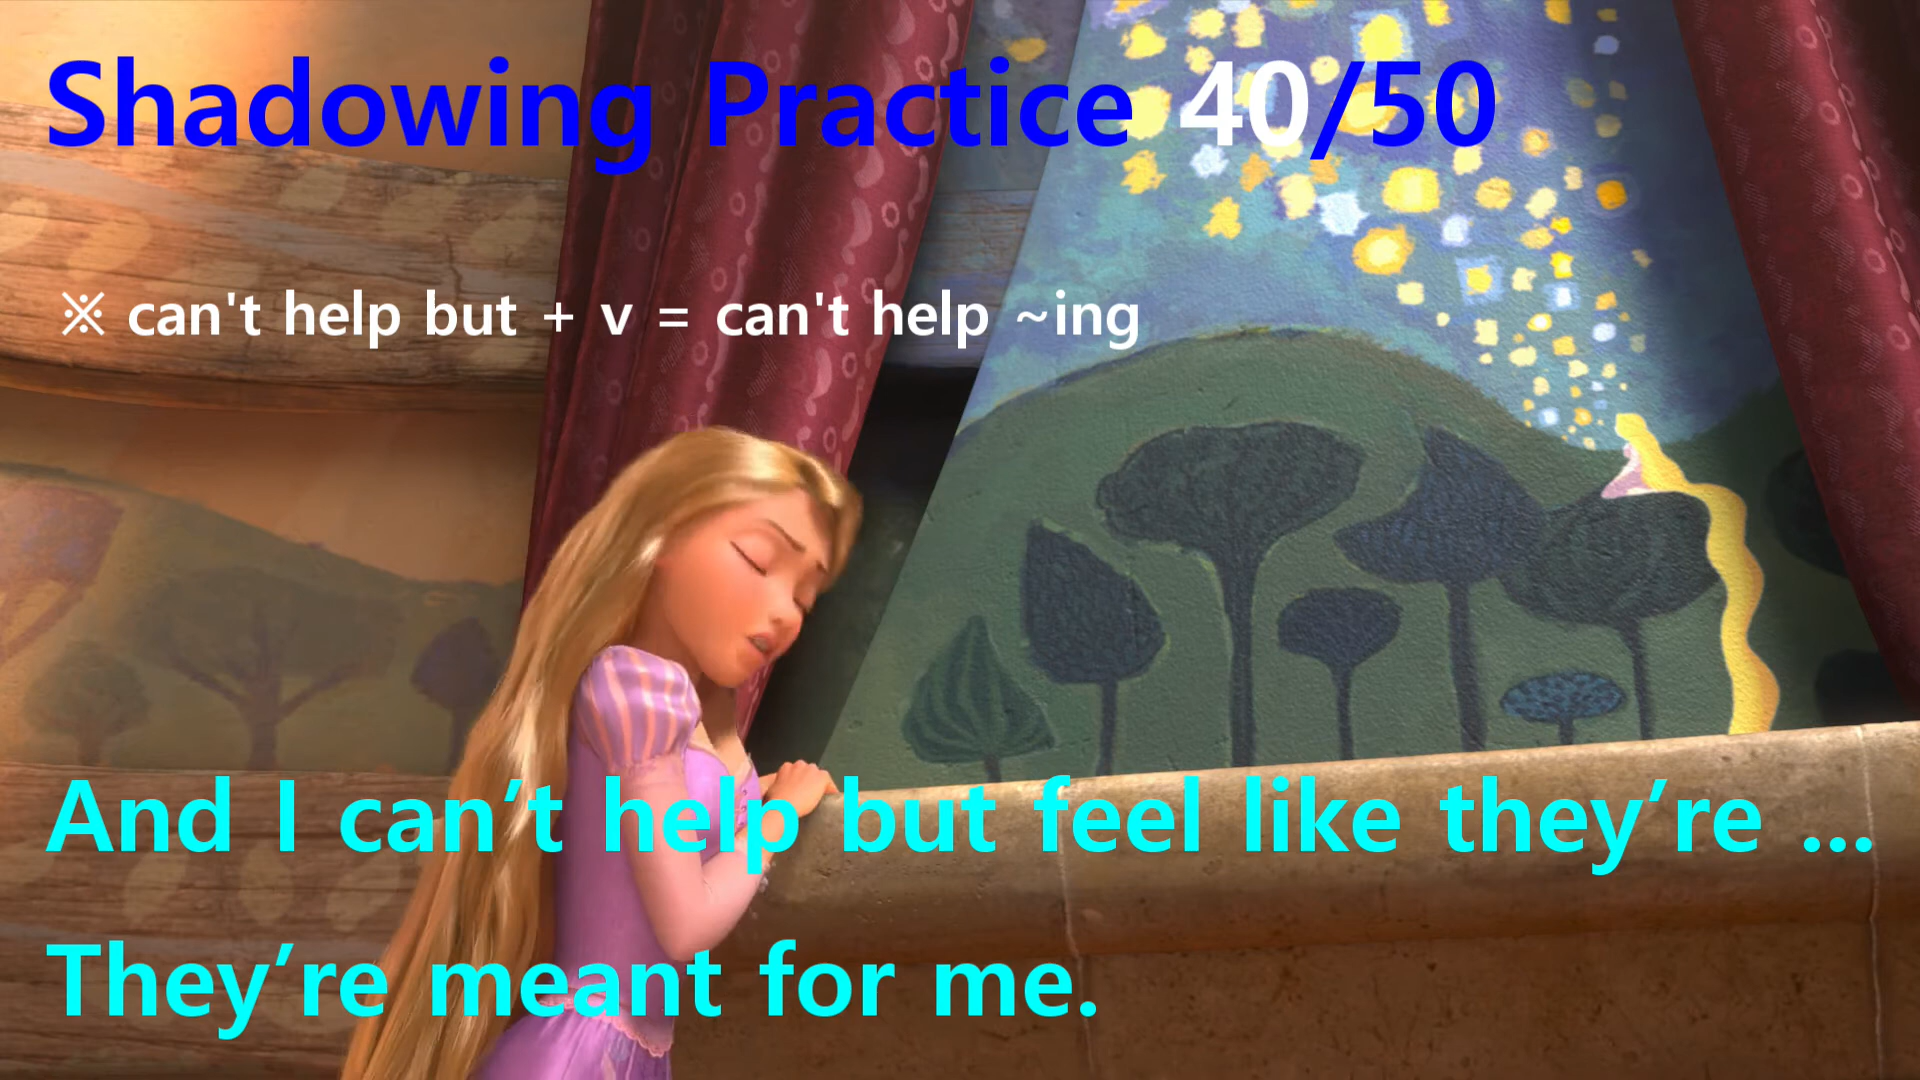 Shadowing Practice 40/50
※ can't help but + v = can't help ~ing
And I can’t help but feel like they’re ...
They’re meant for me.